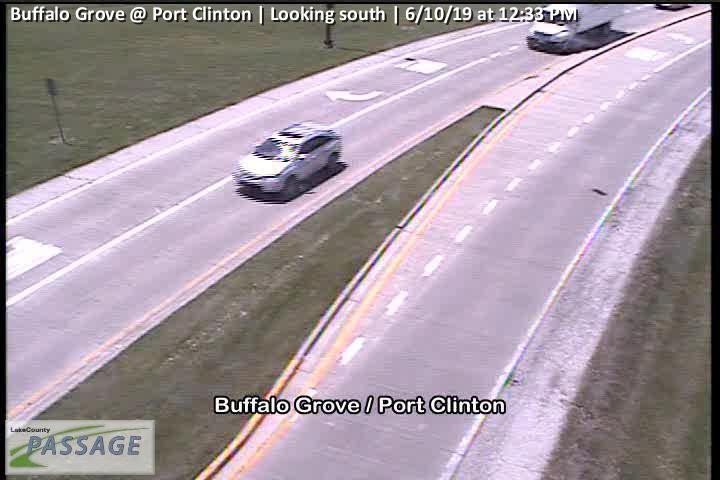 Buffalo Grove @ Port Clinton | Looking south | 6/10/19 at 12:33 PM
Buffalo Grove / Port Clinton
LakeCounty
PASSAGE